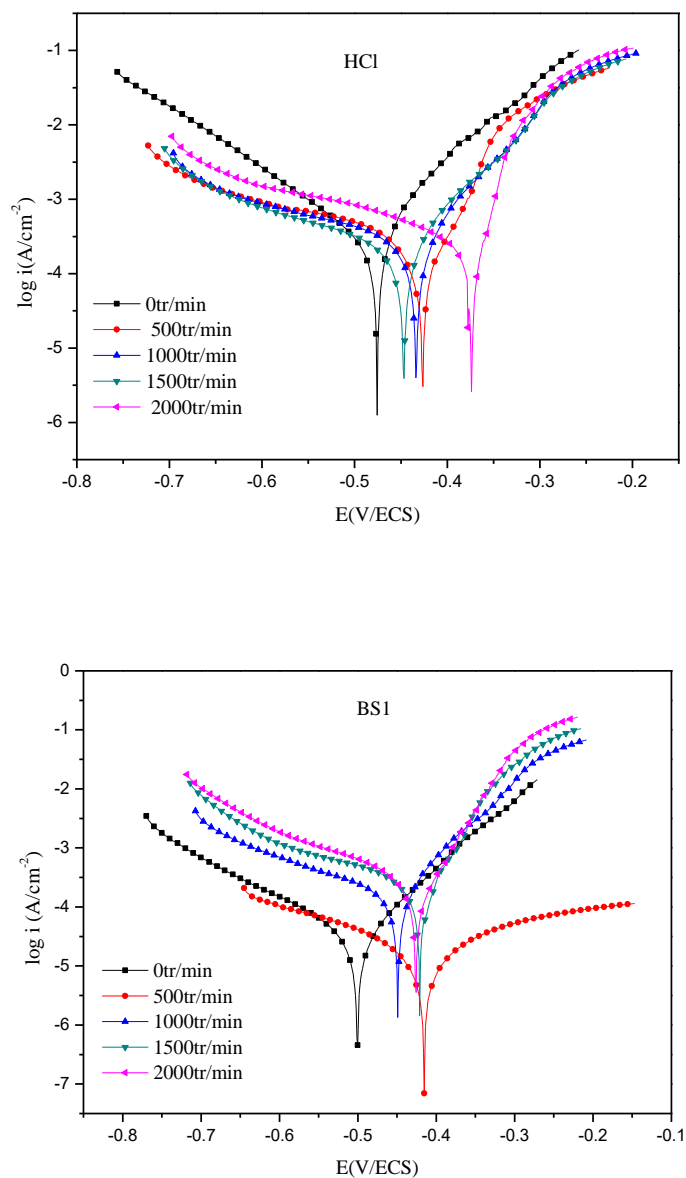 HCl
-1
-2
-3
-4
-5
-6
log i(A/cm⁻²)
0tr/min
500tr/min
1000tr/min
1500tr/min
2000tr/min
-0.8 -0.7 -0.6 -0.5 -0.4 -0.3 -0.2
E(V/ECS)
BS1
0
-1
-2
-3
-4
-5
-6
-7
log i (A/cm⁻²)
0tr/min
500tr/min
1000tr/min
1500tr/min
2000tr/min
-0.8 -0.7 -0.6 -0.5 -0.4 -0.3 -0.2 -0.1
E(V/ECS)